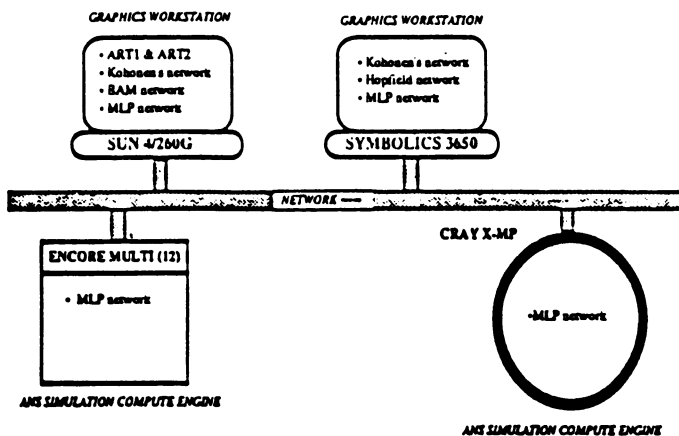 GRAPHICS WORKSTATION
• ART1 & ART2
• Kohonen's network
• BAM network
• MLP network
SUN 4/260G
GRAPHICS WORKSTATION
• Kohonen's network
• Hopfield network
• MLP network
SYMBOLICS 3650
NETWORK
ENCORE MULTI (12)
• MLP network
ANS SIMULATION COMPUTE ENGINE
CRAY X-MP
•MLP network
ANS SIMULATION COMPUTE ENGINE